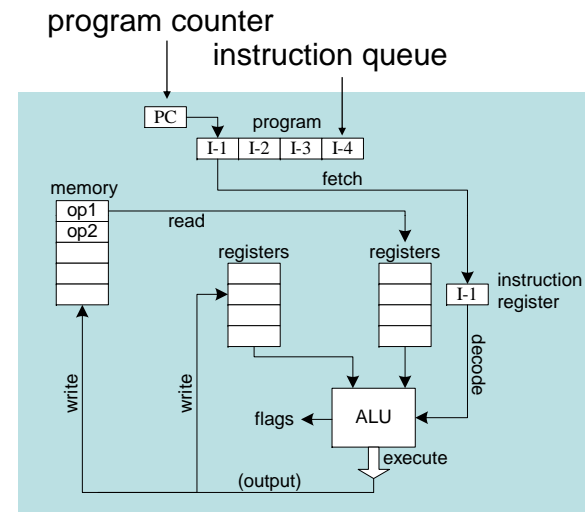 program counter
instruction queue
PC
program
I-1 I-2 I-3 I-4
fetch
memory
op1
op2
read
registers
registers
I-1
instruction
register
decode
write
write
flags
ALU
execute
(output)